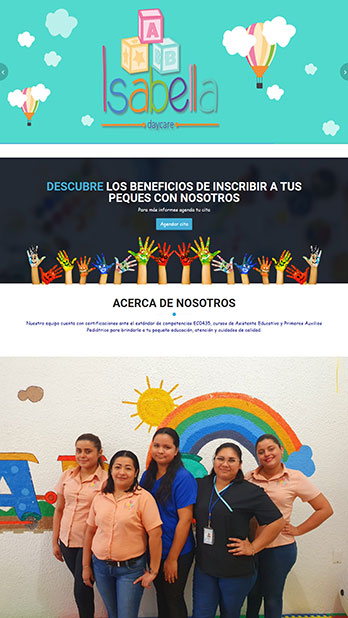 A B
Isabella
daycare
DESCUBRE LOS BENEFICIOS DE INSCRIBIR A TUS
PEQUES CON NOSOTROS
Para más informes agenda tu cita
Agendar cita
ACERCA DE NOSOTROS
Nuestro equipo cuenta con certificaciones ante el estándar de competencias EC0435, cursos de Asistente Educativo y Primeros Auxilios
Pediátrico para brindarle a tu pequeño educación, atención y cuidados de calidad.
A